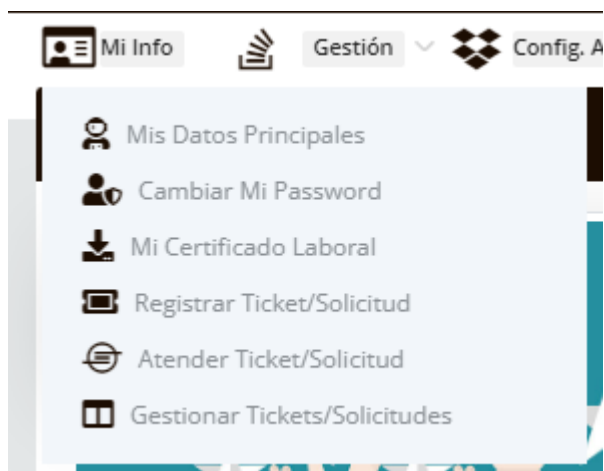 Mi Info Gestión Config. A
Mis Datos Principales
Cambiar Mi Password
Mi Certificado Laboral
Registrar Ticket/Solicitud
Atender Ticket/Solicitud
Gestionar Tickets/Solicitudes